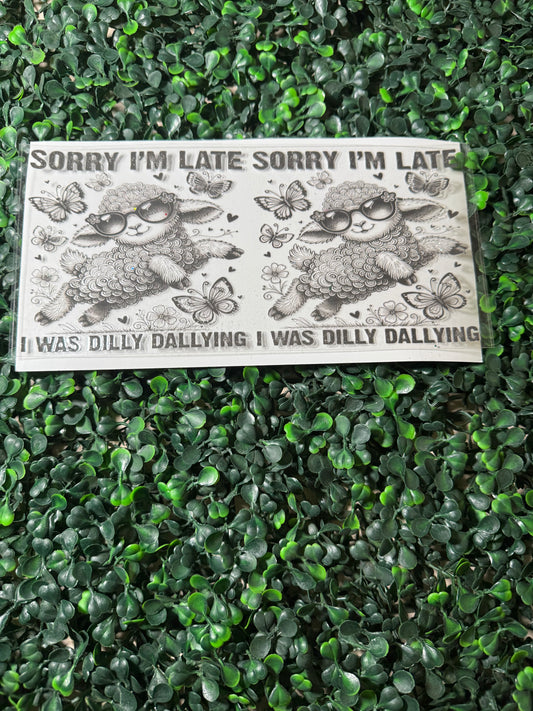 SORRY I'M LATE SORRY I'M LATE
I WAS DILLY DALLYING I WAS DILLY DALLYING